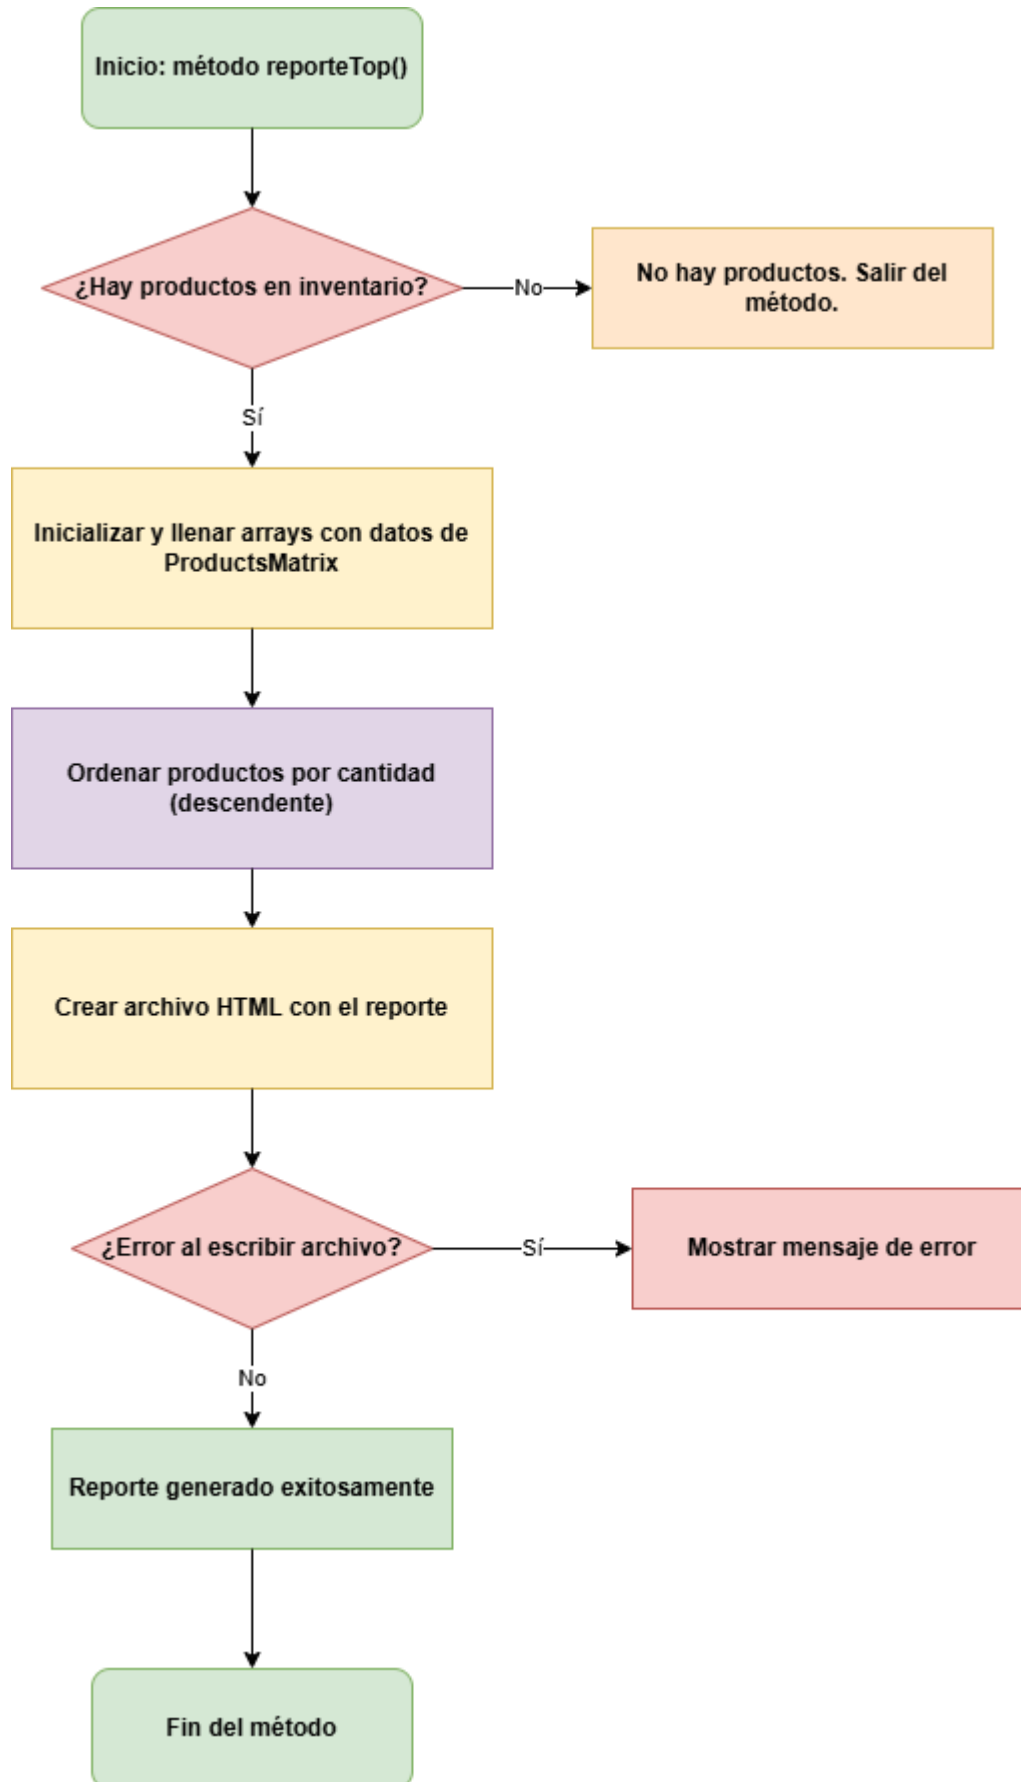 Inicio: método reporteTop()
¿Hay productos en inventario?
No
No hay productos. Salir del
método.
Sí
Inicializar y llenar arrays con datos de
ProductsMatrix
Ordenar productos por cantidad
(descendente)
Crear archivo HTML con el reporte
¿Error al escribir archivo?
Sí
Mostrar mensaje de error
No
Reporte generado exitosamente
Fin del método